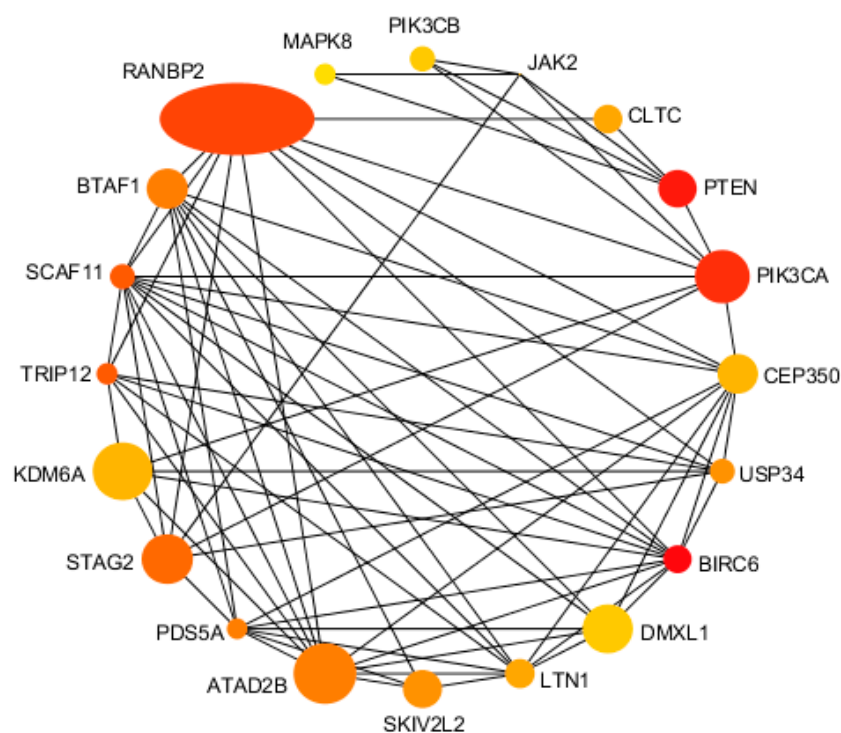 PIK3CB
MAPK8
JAK2
RANBP2
CLTC
BTAF1
PTEN
SCAF11
PIK3CA
TRIP12
CEP350
KDM6A
USP34
STAG2
BIRC6
PDS5A
DMXL1
ATAD2B
LTN1
SKIV2L2